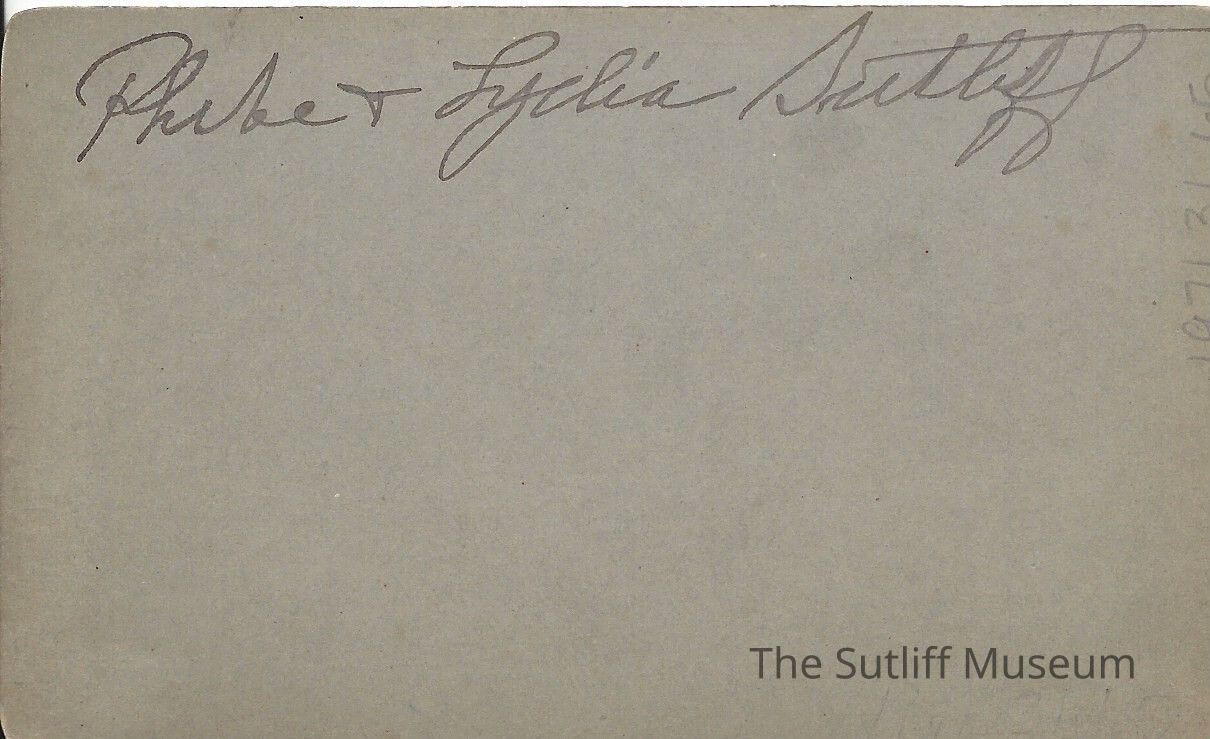 Phebe + Lydia Sutliff
The Sutliff Museum